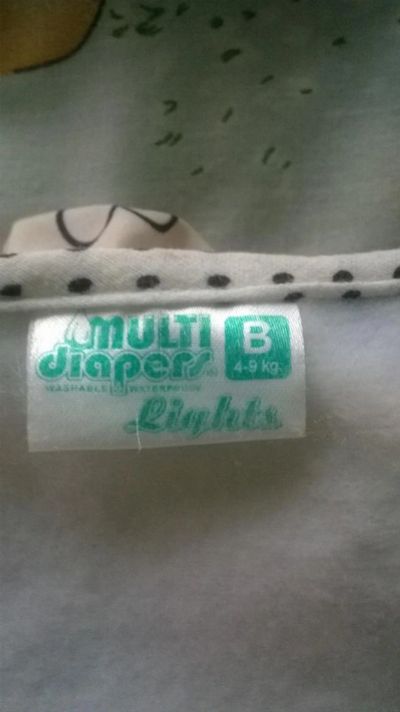 MULTI
diapers
WASHABLE WATERPROOF
Lights
B
4-9 kg.